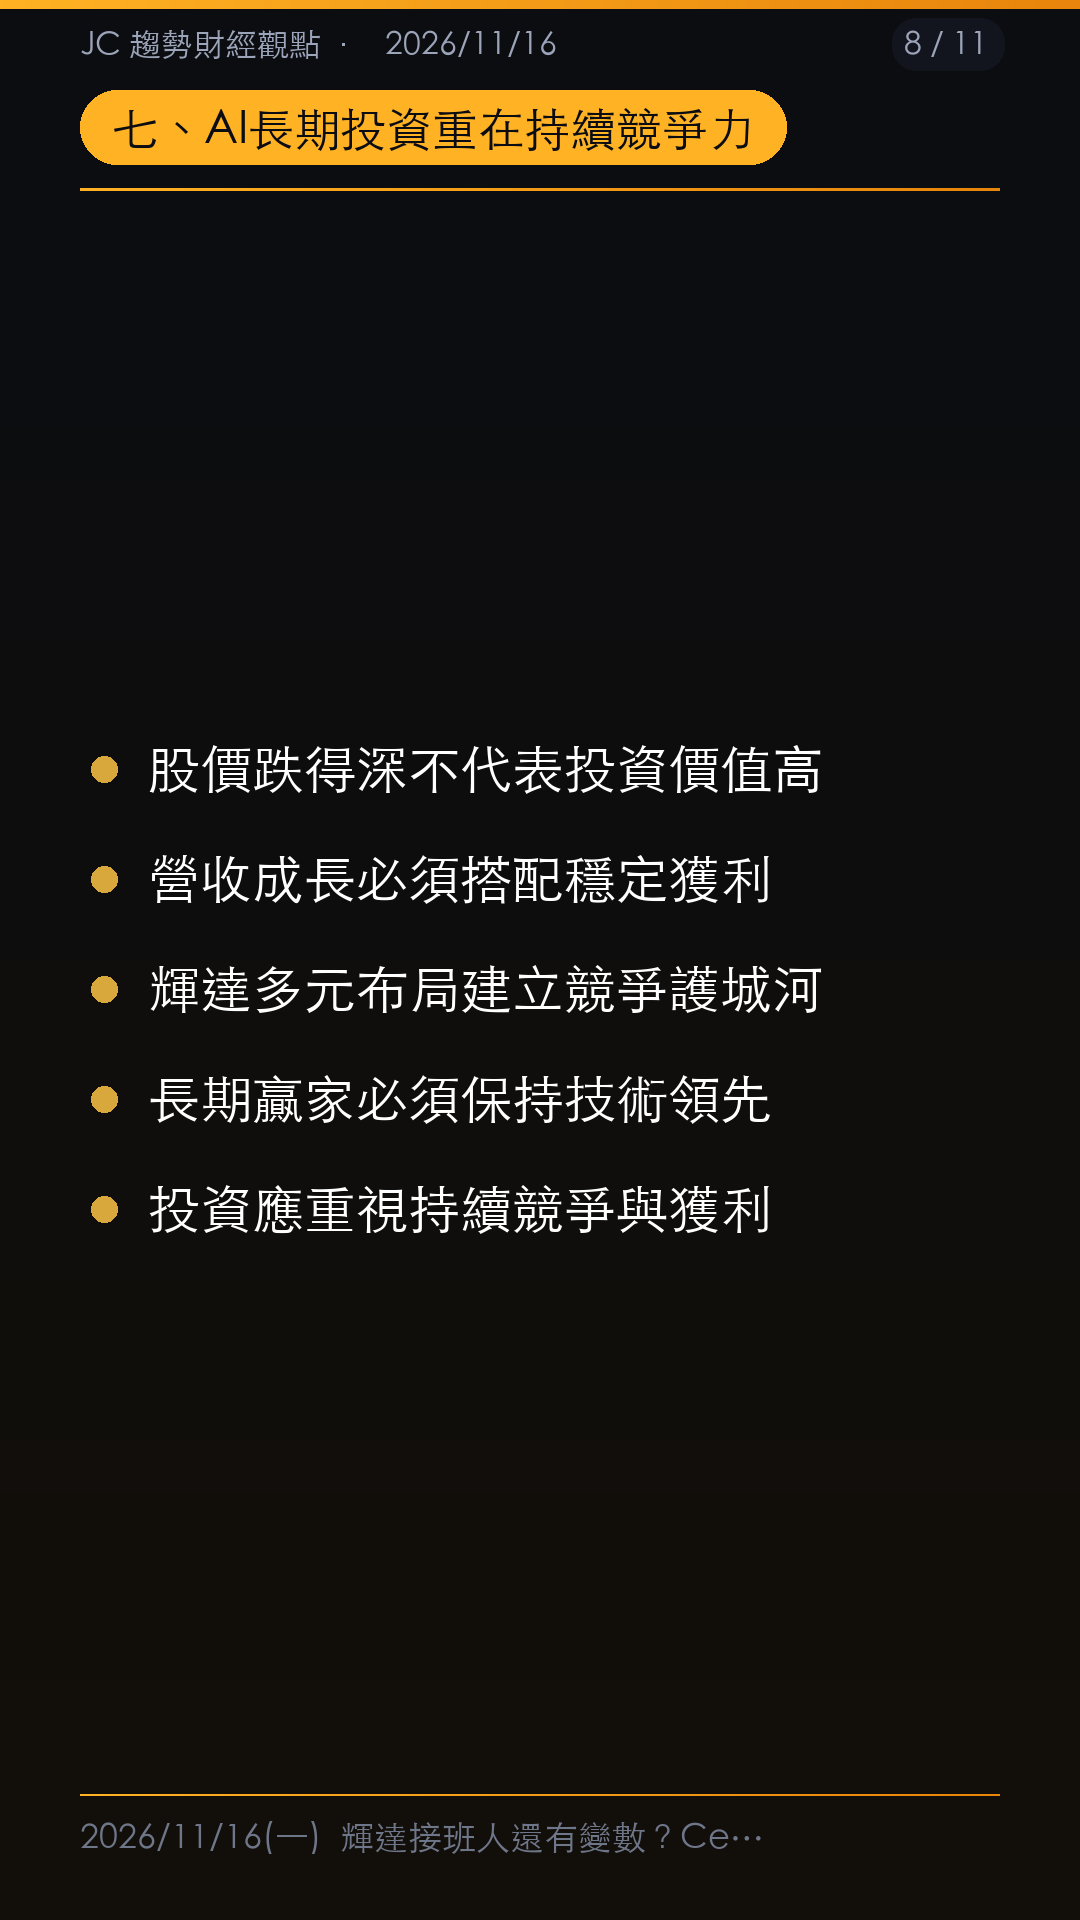 JC 趨勢財經觀點 · 2026/11/16
8 / 11
七、AI長期投資重在持續競爭力
股價跌得深不代表投資價值高
營收成長必須搭配穩定獲利
輝達多元布局建立競爭護城河
長期贏家必須保持技術領先
投資應重視持續競爭與獲利
2026/11/16(一) 輝達接班人還有變數？Ce⋯